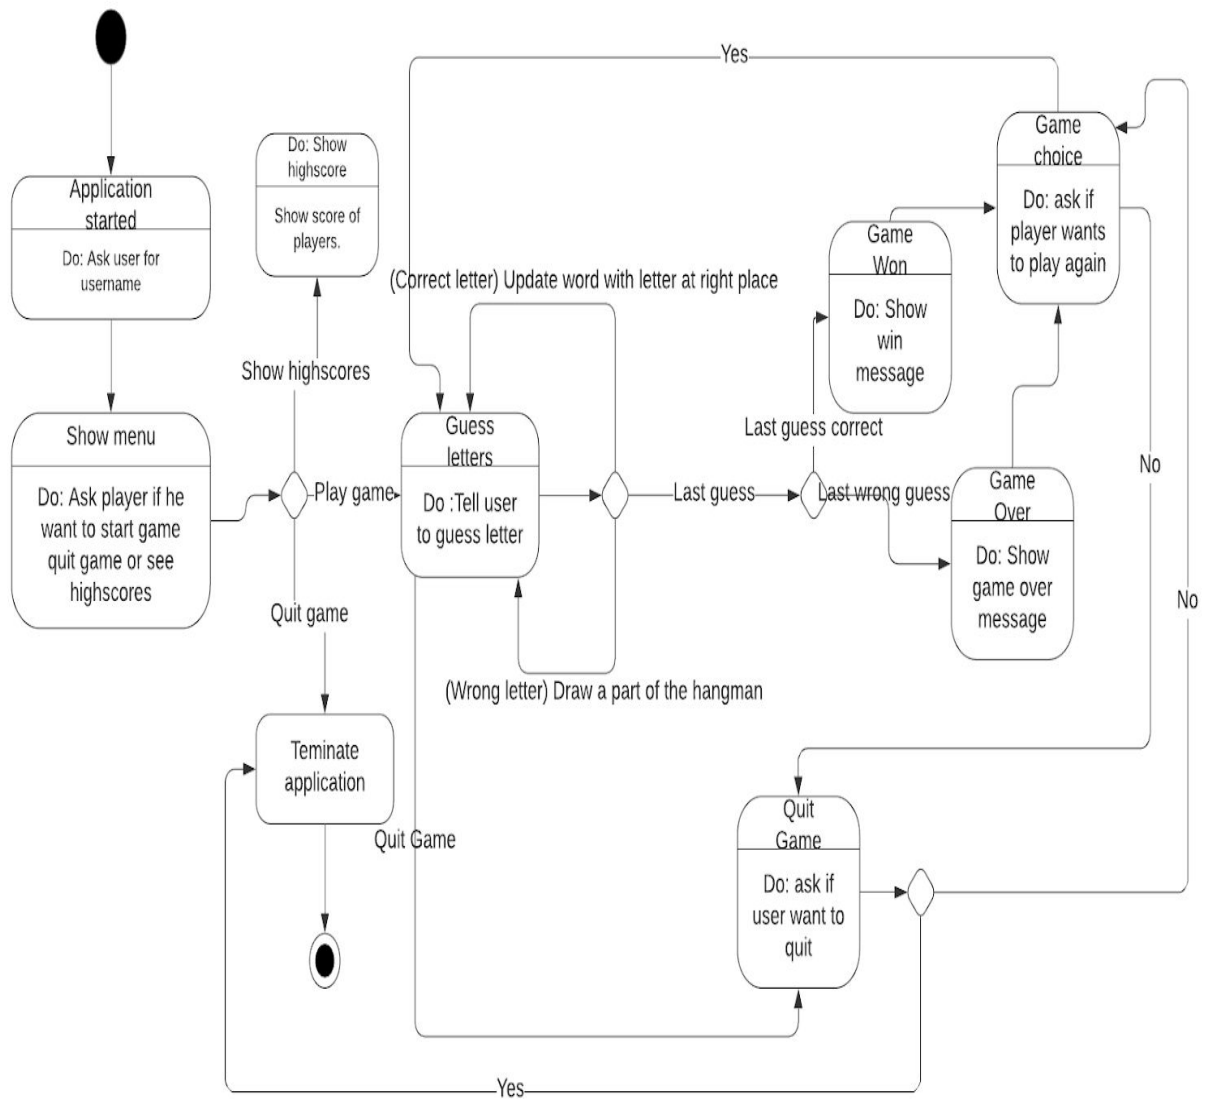 Yes
Game
choice
Do: ask if
player wants
to play again
Do: Show
highscore
Show score of
players.
Application
started
Do: Ask user for
username
Game
Won
Do: Show
win
message
(Correct letter) Update word with letter at right place
Show highscores
Show menu
Do: Ask player if he
want to start game
quit game or see
highscores
Play game
Guess
letters
Do :Tell user
to guess letter
Last guess
Last guess correct
Last wrong guess
Game
Over
Do: Show
game over
message
No
No
Quit game
(Wrong letter) Draw a part of the hangman
Teminate
application
Quit Game
Quit
Game
Do: ask if
user want to
quit
Yes